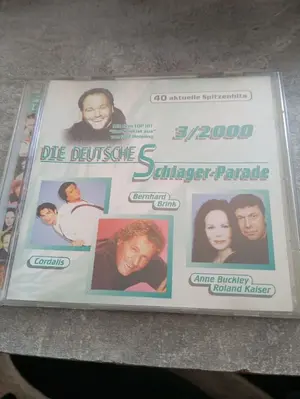 40 aktuelle Spitzenhits
3/2000
DIE DEUTSCHE Schlager-Parade
Bernhard
Brink
Cordalis
Anne Buckley
Roland Kaiser